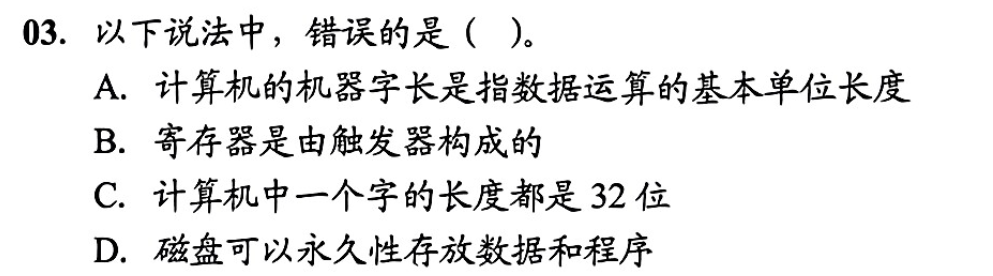 03. 以下说法中，错误的是（ ）。
A. 计算机的机器字长是指数据运算的基本单位长度
B. 寄存器是由触发器构成的
C. 计算机中一个字的长度都是 32 位
D. 磁盘可以永久性存放数据和程序